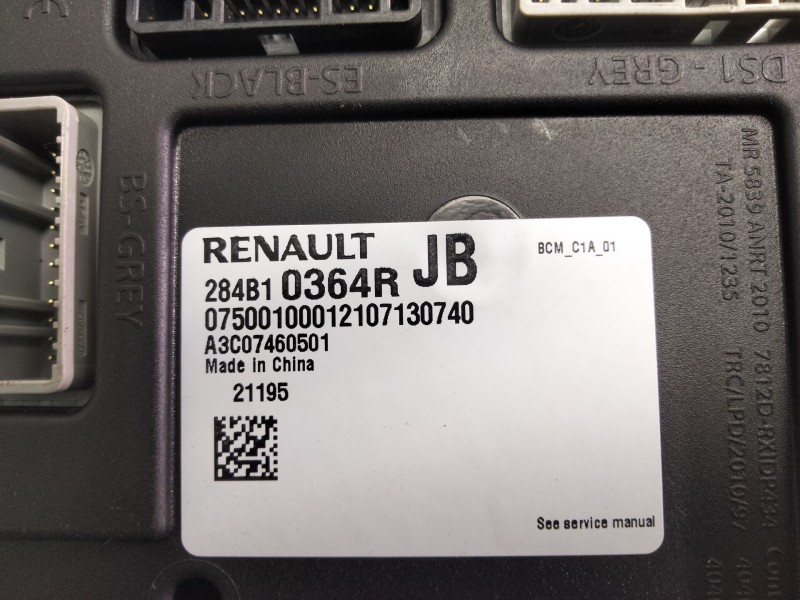 ES-BLACK
DS1 - GREY
BS-GREY
RENAULT JB
BCM_C1A_01
284B1 0364R
07500100012107130740
A3C07460501
Made in China
21195
See service manual
MR 5839 ANRT 2010
TA-2010/1235
TRC/LPD/2010/97